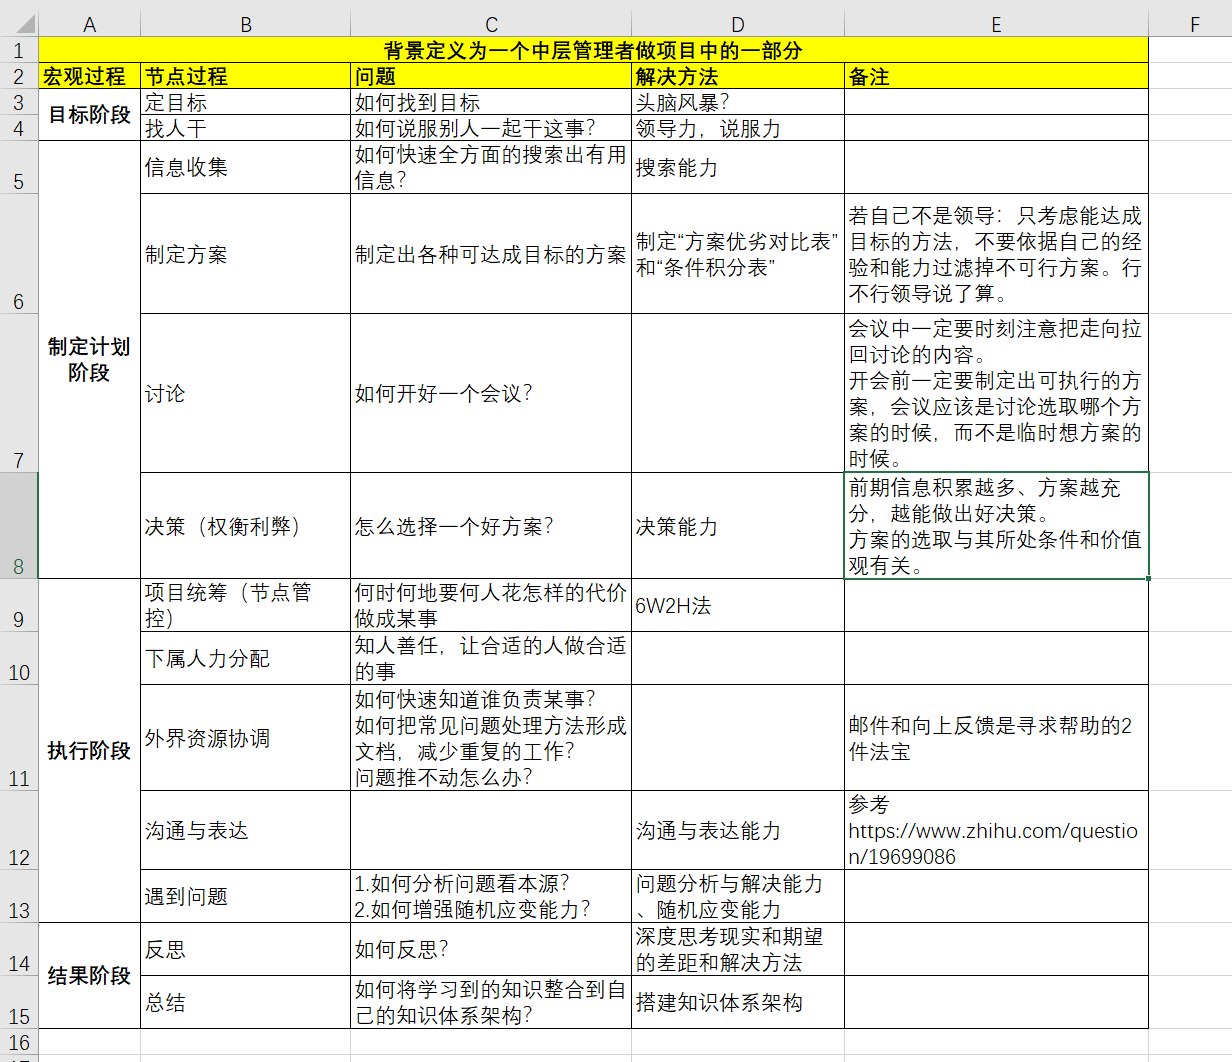 A B C D E F
1 背景定义为一个中层管理者做项目中的一部分
2 宏观过程 节点过程 问题 解决方法 备注
目标阶段
3 定目标 如何找到目标 头脑风暴?
4 找人干 如何说服别人一起干这事? 领导力，说服力
制定计划
阶段
5 信息收集
如何快速全方面的搜索出有用
信息?
搜索能力
6 制定方案
制定出各种可达成目标的方案
制定“方案优劣对比表”
和“条件积分表”
若自己不是领导：只考虑能达成
目标的方法，不要依据自己的经
验和能力过滤掉不可行方案。行
不行领导说了算。
7 讨论
如何开好一个会议?
会议中一定要时刻注意把走向拉
回讨论的内容。
开会前一定要制定出可执行的方
案，会议应该是讨论选取哪个方
案的时候，而不是临时想方案的
时候。
8 决策（权衡利弊）
怎么选择一个好方案?
决策能力
前期信息积累越多、方案越充
分，越能做出好决策。
方案的选取与其所处条件和价值
观有关。
执行阶段
9 项目统筹（节点管
控）
何时何地要何人花怎样的代价
做成某事
6W2H法
10 下属人力分配
知人善任，让合适的人做合适
的事
11 外界资源协调
如何快速知道谁负责某事?
如何把常见问题处理方法形成
文档，减少重复的工作?
问题推不动怎么办?
邮件和向上反馈是寻求帮助的2
件法宝
12 沟通与表达
沟通与表达能力
参考
https://www.zhihu.com/questio
n/19699086
13 遇到问题
1.如何分析问题看本源?
2.如何增强随机应变能力?
问题分析与解决能力
、随机应变能力
结果阶段
14 反思
如何反思?
深度思考现实和期望
的差距和解决方法
15 总结
如何将学习到的知识整合到自
己的知识体系架构?
搭建知识体系架构
16